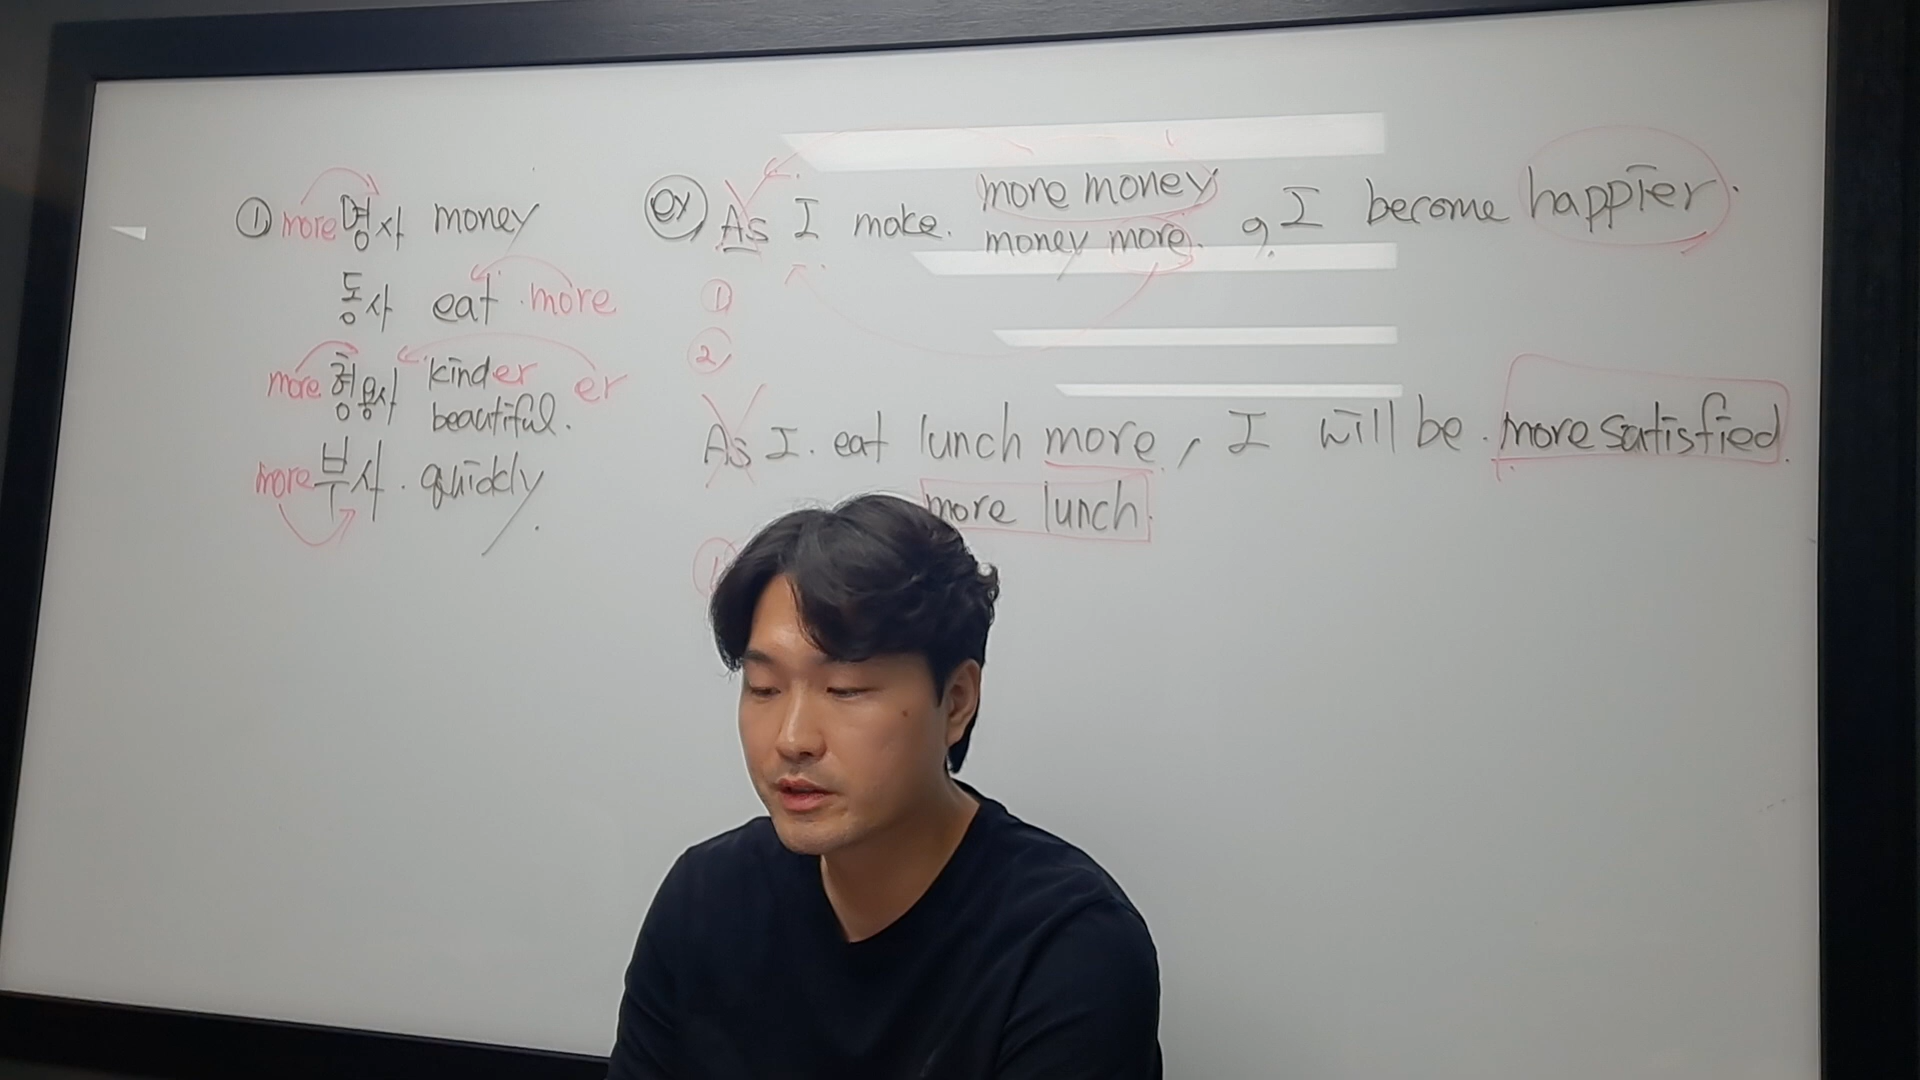 ① more 명사 money
동사 eat more
more 형용사 kinder er
beautiful.
more 부사. quickly
ex) As I make. more money , I become happier.
money more.
①
②
As I. eat lunch more, I will be. more satisfied.
more lunch.